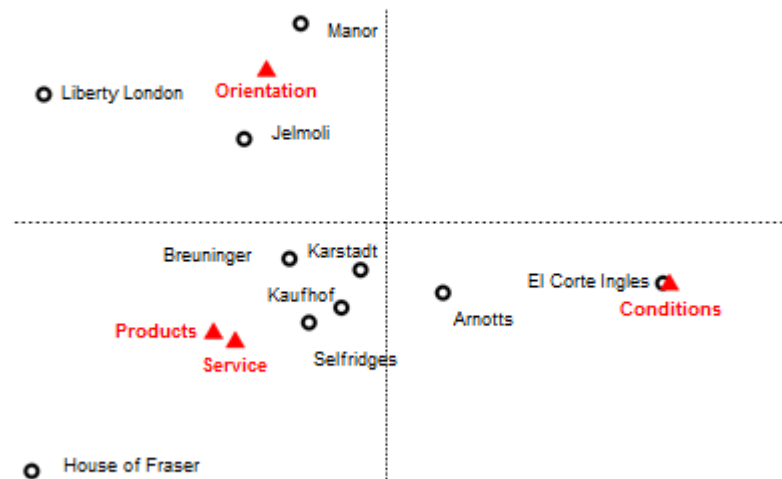 Manor
Liberty London
Orientation
Jelmoli
Breuninger
Karstadt
El Corte Ingles
Kaufhof
Arnotts
Conditions
Products
Service
Selfridges
House of Fraser